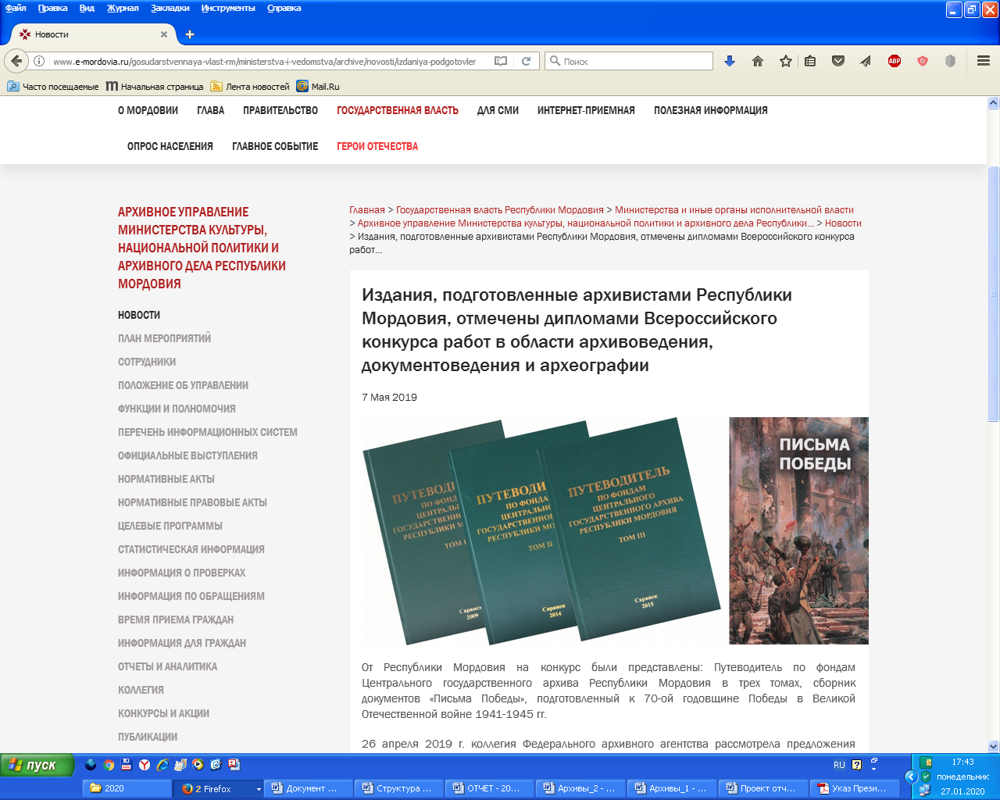 Файл Правка Вид Журнал Закладки Инструменты Справка
Новости
www.e-mordovia.ru/gosudarstvennaya-vlast-rm/ministerstva-i-vedomstva/archive/novosti/izdaniya-podgotovler
Поиск
ABP
Часто посещаемые Начальная страница Лента новостей Mail.Ru
О МОРДОВИИ ГЛАВА ПРАВИТЕЛЬСТВО ГОСУДАРСТВЕННАЯ ВЛАСТЬ ДЛЯ СМИ ИНТЕРНЕТ-ПРИЕМНАЯ ПОЛЕЗНАЯ ИНФОРМАЦИЯ
ОПРОС НАСЕЛЕНИЯ ГЛАВНОЕ СОБЫТИЕ ГЕРОИ ОТЕЧЕСТВА
АРХИВНОЕ УПРАВЛЕНИЕ
МИНИСТЕРСТВА КУЛЬТУРЫ,
НАЦИОНАЛЬНОЙ ПОЛИТИКИ И
АРХИВНОГО ДЕЛА РЕСПУБЛИКИ
МОРДОВИЯ
НОВОСТИ
ПЛАН МЕРОПРИЯТИЙ
СОТРУДНИКИ
ПОЛОЖЕНИЕ ОБ УПРАВЛЕНИИ
ФУНКЦИИ И ПОЛНОМОЧИЯ
ПЕРЕЧЕНЬ ИНФОРМАЦИОННЫХ СИСТЕМ
ОФИЦИАЛЬНЫЕ ВЫСТУПЛЕНИЯ
НОРМАТИВНЫЕ АКТЫ
НОРМАТИВНЫЕ ПРАВОВЫЕ АКТЫ
ЦЕЛЕВЫЕ ПРОГРАММЫ
СТАТИСТИЧЕСКАЯ ИНФОРМАЦИЯ
ИНФОРМАЦИЯ О ПРОВЕРКАХ
ИНФОРМАЦИЯ ПО ОБРАЩЕНИЯМ
ВРЕМЯ ПРИЕМА ГРАЖДАН
ИНФОРМАЦИЯ ДЛЯ ГРАЖДАН
ОТЧЕТЫ И АНАЛИТИКА
КОЛЛЕГИЯ
КОНКУРСЫ И АКЦИИ
ПУБЛИКАЦИИ
Главная > Государственная власть Республики Мордовия > Министерства и иные органы исполнительной власти
> Архивное управление Министерства культуры, национальной политики и архивного дела Республики... > Новости
> Издания, подготовленные архивистами Республики Мордовия, отмечены дипломами Всероссийского конкурса
работ...
Издания, подготовленные архивистами Республики
Мордовия, отмечены дипломами Всероссийского
конкурса работ в области архивоведения,
документоведения и археографии
7 Мая 2019
ПУТЕВОДИ
ПО ФОНД
ЦЕНТРАЛЬ
ГОСУДАРСТВЕННО
РЕСПУБЛИКИ М
ТОМ I
Саранск
2009
ПУТЕВОДИ
ПО ФОНДА
ЦЕНТРАЛЬНО
ГОСУДАРСТВЕННОГО
РЕСПУБЛИКИ МО
ТОМ II
Саранск
2014
ПУТЕВОДИТЕЛЬ
ПО ФОНДАМ
ЦЕНТРАЛЬНОГО
ГОСУДАРСТВЕННОГО АРХИВА
РЕСПУБЛИКИ МОРДОВИЯ
ТОМ III
Саранск
2015
ПИСЬМА
ПОБЕДЫ
От Республики Мордовия на конкурс были представлены: Путеводитель по фондам
Центрального государственного архива Республики Мордовия в трех томах, сборник
документов «Письма Победы», подготовленный к 70-ой годовщине Победы в Великой
Отечественной войне 1941-1945 гг.
26 апреля 2019 г. коллегия Федерального архивного агентства рассмотрела предложения
пуск
RU
17:43
понедельник
27.01.2020
2020
2 Firefox
Документ ...
Структура ...
ОТЧЕТ - 20...
Архивы_2 - ...
Архивы_1 - ...
Проект отч...
Указ Прези...